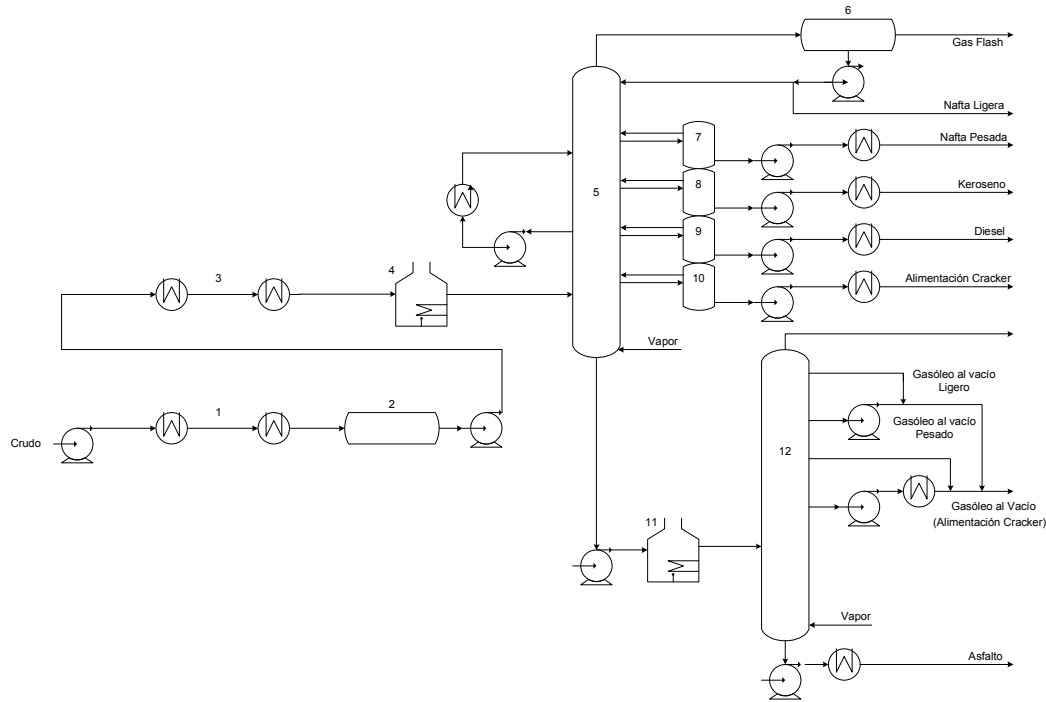 6
Gas Flash
Nafta Ligera
7
Nafta Pesada
8
Keroseno
5
9
Diesel
3
4
10
Alimentación Cracker
Vapor
1
2
Crudo
Gasóleo al vacío
Ligero
Gasóleo al vacío
Pesado
12
Gasóleo al Vacío
(Alimentación Cracker)
11
Vapor
Asfalto